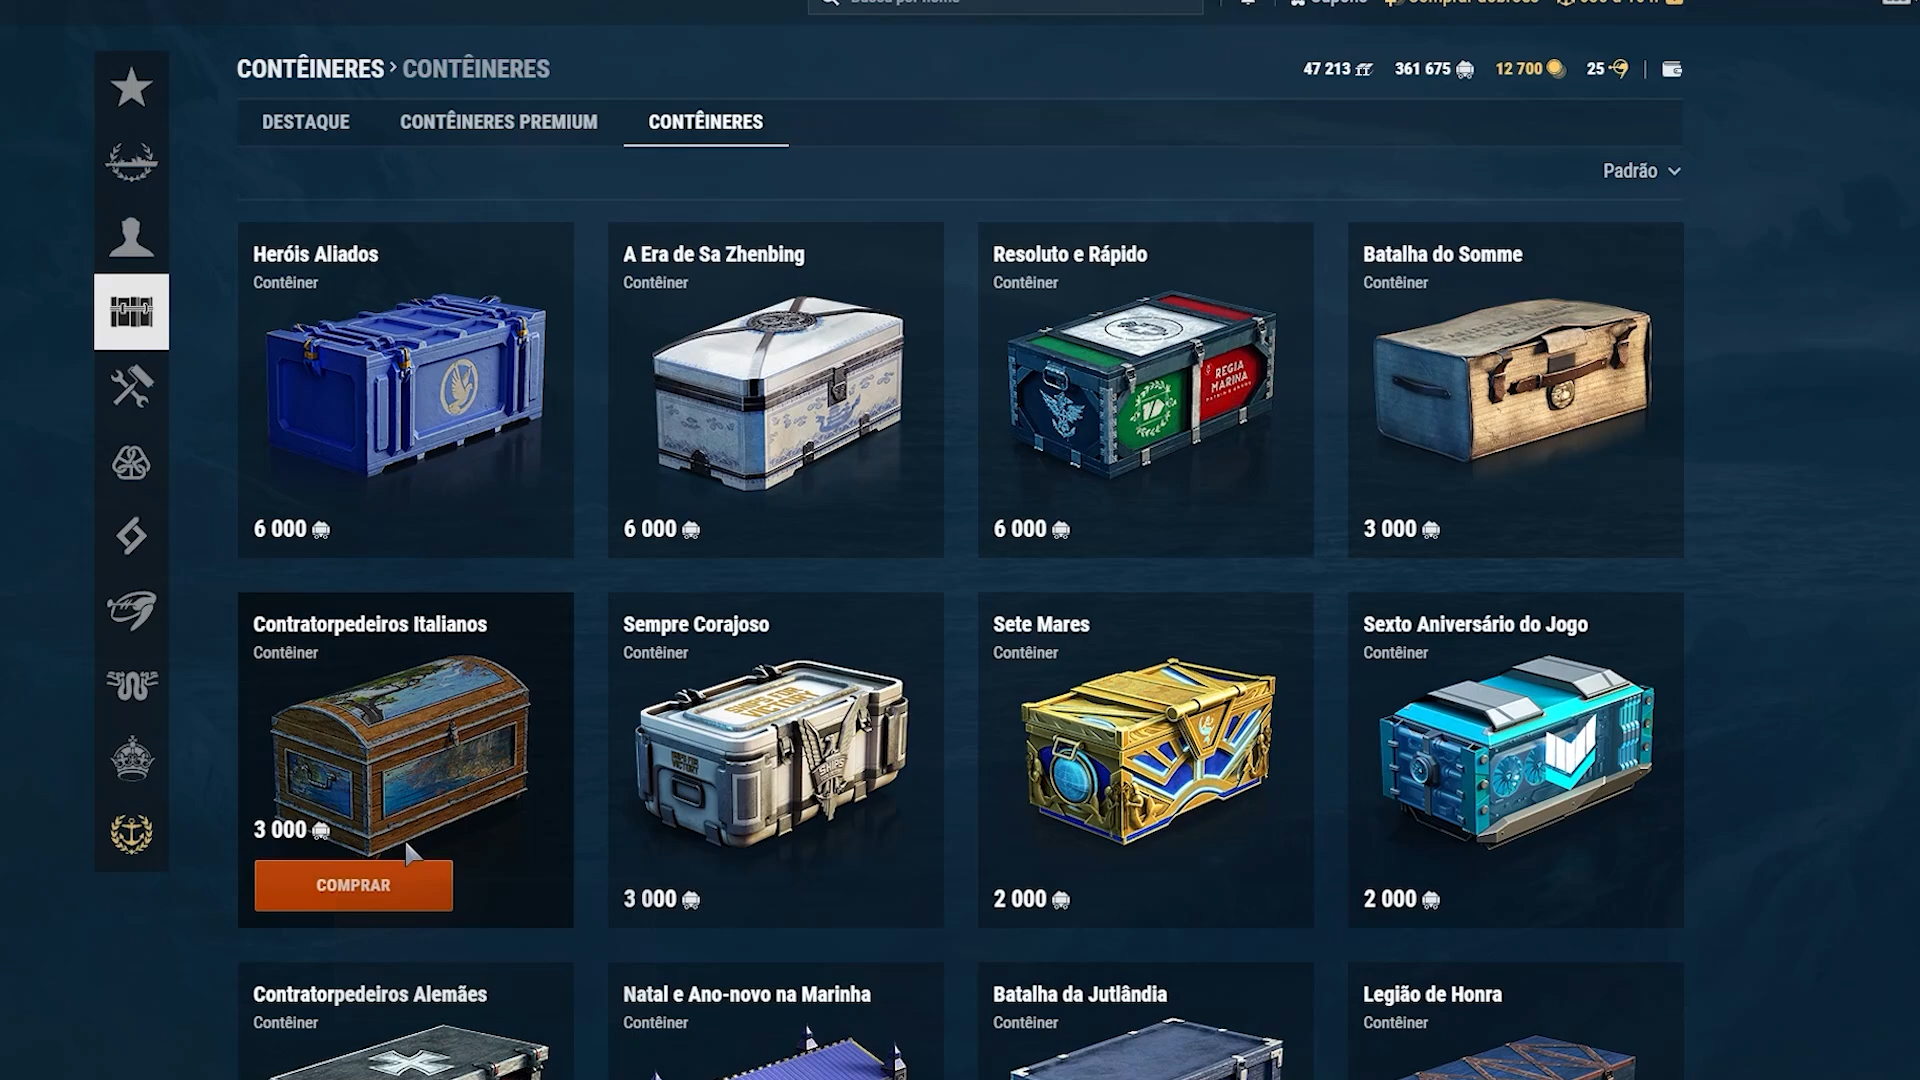 CONTÊINERES > CONTÊINERES
47 213
361 675
12 700
25
DESTAQUE
CONTÊINERES PREMIUM
CONTÊINERES
Padrão
Heróis Aliados
Contêiner
6 000
A Era de Sa Zhenbing
Contêiner
6 000
Resoluto e Rápido
Contêiner
REGIA
MARINA
6 000
Batalha do Somme
Contêiner
3 000
Contratorpedeiros Italianos
Contêiner
3 000
COMPRAR
Sempre Corajoso
Contêiner
SHIPS FOR
VICTORY
SHIPS
3 000
Sete Mares
Contêiner
2 000
Sexto Aniversário do Jogo
Contêiner
2 000
Contratorpedeiros Alemães
Contêiner
Natal e Ano-novo na Marinha
Contêiner
Batalha da Jutlândia
Contêiner
Legião de Honra
Contêiner